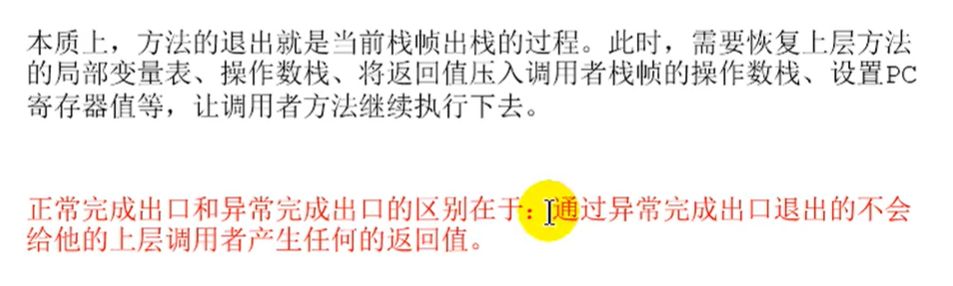 本质上，方法的退出就是当前栈帧出栈的过程。此时，需要恢复上层方法
的局部变量表、操作数栈、将返回值压入调用者栈帧的操作数栈、设置PC
寄存器值等，让调用者方法继续执行下去。
正常完成出口和异常完成出口的区别在于：通过异常完成出口退出的不会
给他的上层调用者产生任何的返回值。